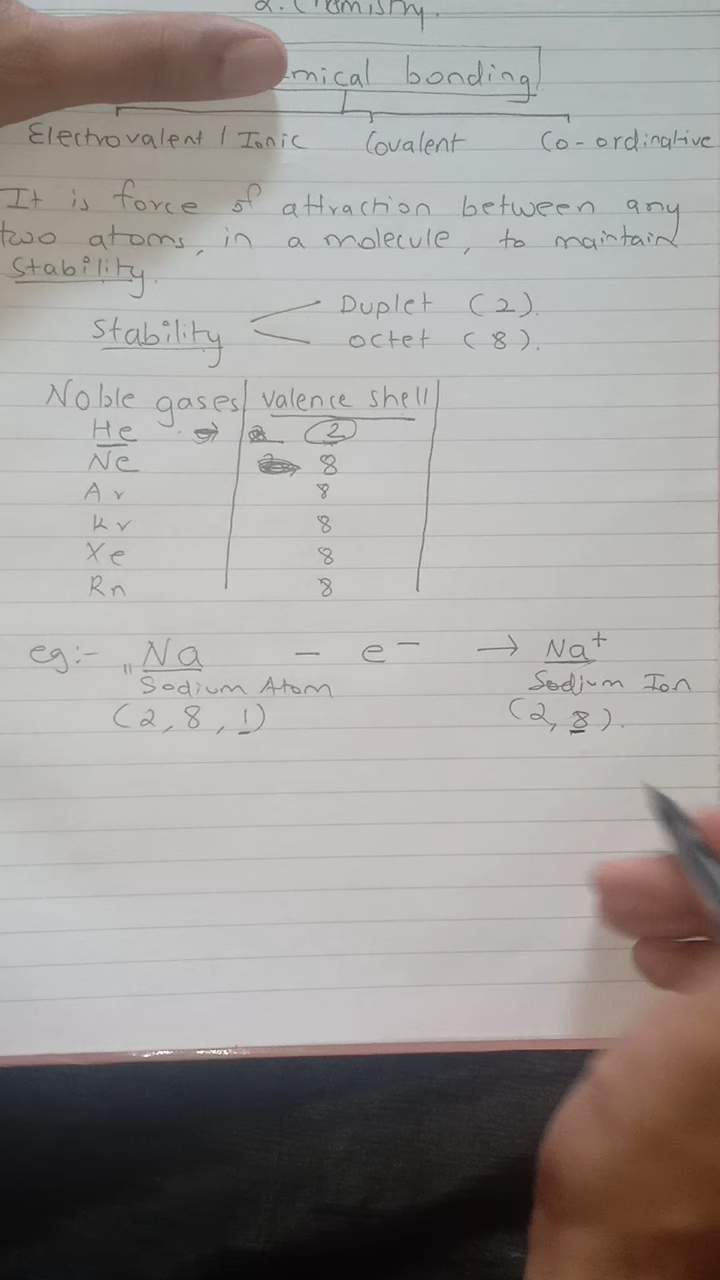 2. Chemistry.
mical bonding
Electrovalent / Ionic Covalent Co-ordinative
It is force of attraction between any
two atoms, in a molecule, to maintain
stability.
Stability Duplet (2).
octet (8).
Noble gases valence shell
He → 2
Ne 8
Ar 8
Kr 8
Xe 8
Rn 8
eg:- Na - e⁻ → Na⁺
Sodium Atom Sodium Ion
(2, 8, 1) (2, 8).